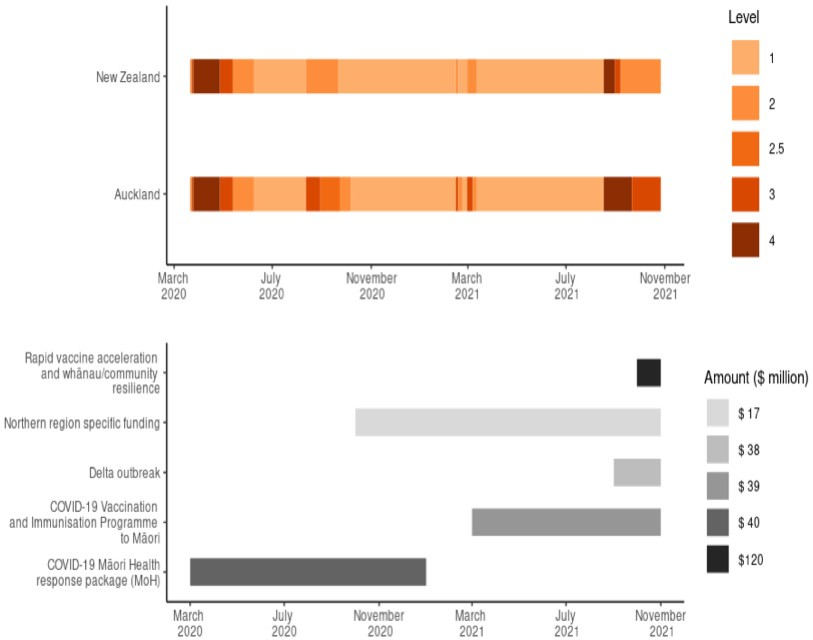 Level
New Zealand
1
2
2.5
Auckland
3
4
March
2020
July
2020
November
2020
March
2021
July
2021
November
2021
Rapid vaccine acceleration
and whānau/community
resilience
Amount ($ million)
Northern region specific funding
$ 17
$ 38
Delta outbreak
$ 39
COVID-19 Vaccination
and Immunisation Programme
to Māori
$ 40
COVID-19 Māori Health
response package (MoH)
$120
March
2020
July
2020
November
2020
March
2021
July
2021
November
2021